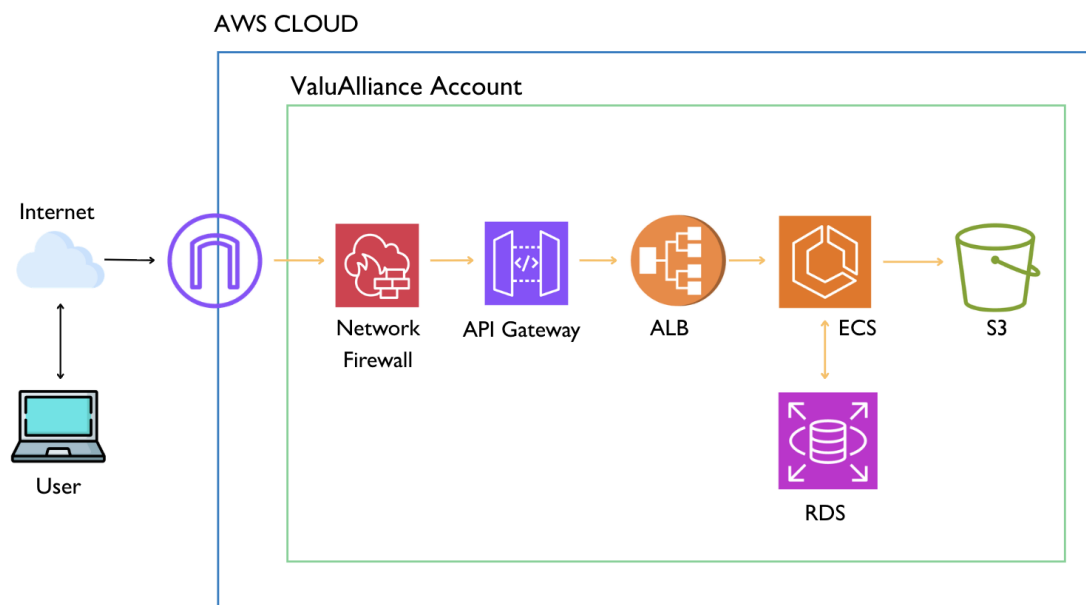 AWS CLOUD
ValuAlliance Account
Internet
Network
Firewall
API Gateway
ALB
ECS
S3
User
RDS